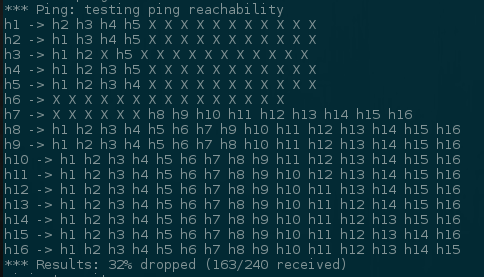 *** Ping: testing ping reachability
h1 -> h2 h3 h4 h5 X X X X X X X X X X X
h2 -> h1 h3 h4 h5 X X X X X X X X X X X
h3 -> h1 h2 X h5 X X X X X X X X X X X
h4 -> h1 h2 h3 h5 X X X X X X X X X X X
h5 -> h1 h2 h3 h4 X X X X X X X X X X X
h6 -> X X X X X X X X X X X X X X X
h7 -> X X X X X X h8 h9 h10 h11 h12 h13 h14 h15 h16
h8 -> h1 h2 h3 h4 h5 h6 h7 h9 h10 h11 h12 h13 h14 h15 h16
h9 -> h1 h2 h3 h4 h5 h6 h7 h8 h10 h11 h12 h13 h14 h15 h16
h10 -> h1 h2 h3 h4 h5 h6 h7 h8 h9 h11 h12 h13 h14 h15 h16
h11 -> h1 h2 h3 h4 h5 h6 h7 h8 h9 h10 h12 h13 h14 h15 h16
h12 -> h1 h2 h3 h4 h5 h6 h7 h8 h9 h10 h11 h13 h14 h15 h16
h13 -> h1 h2 h3 h4 h5 h6 h7 h8 h9 h10 h11 h12 h14 h15 h16
h14 -> h1 h2 h3 h4 h5 h6 h7 h8 h9 h10 h11 h12 h13 h15 h16
h15 -> h1 h2 h3 h4 h5 h6 h7 h8 h9 h10 h11 h12 h13 h14 h16
h16 -> h1 h2 h3 h4 h5 h6 h7 h8 h9 h10 h11 h12 h13 h14 h15
*** Results: 32% dropped (163/240 received)